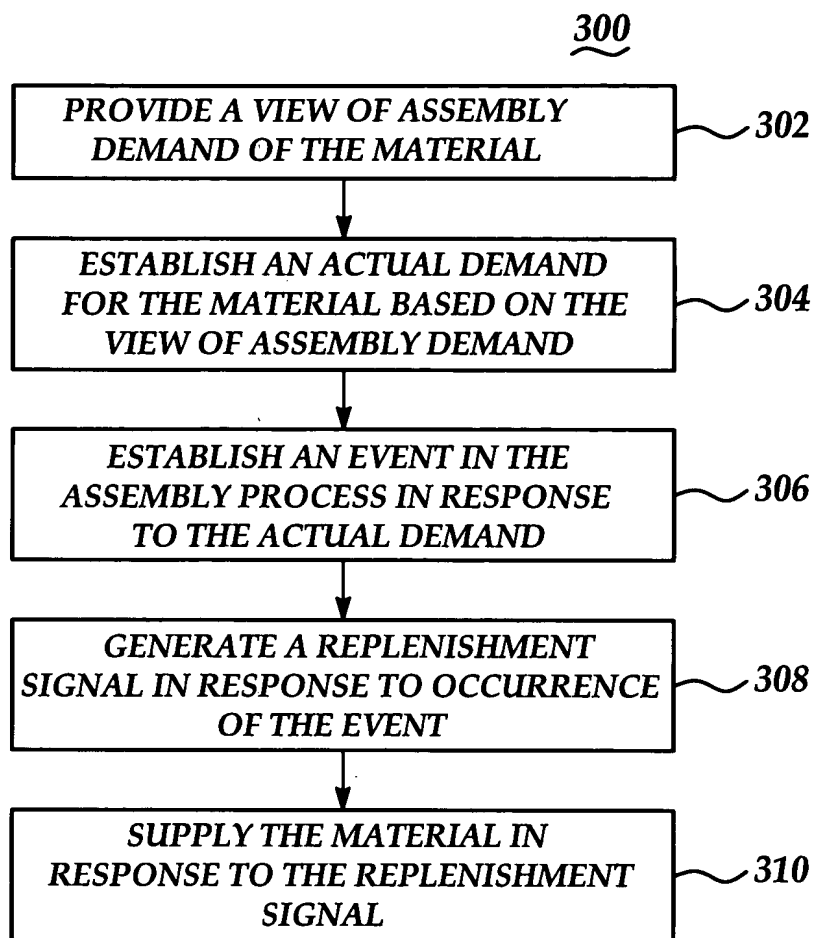 300
PROVIDE A VIEW OF ASSEMBLY
DEMAND OF THE MATERIAL
302
ESTABLISH AN ACTUAL DEMAND
FOR THE MATERIAL BASED ON THE
VIEW OF ASSEMBLY DEMAND
304
ESTABLISH AN EVENT IN THE
ASSEMBLY PROCESS IN RESPONSE
TO THE ACTUAL DEMAND
306
GENERATE A REPLENISHMENT
SIGNAL IN RESPONSE TO OCCURRENCE
OF THE EVENT
308
SUPPLY THE MATERIAL IN
RESPONSE TO THE REPLENISHMENT
SIGNAL
310